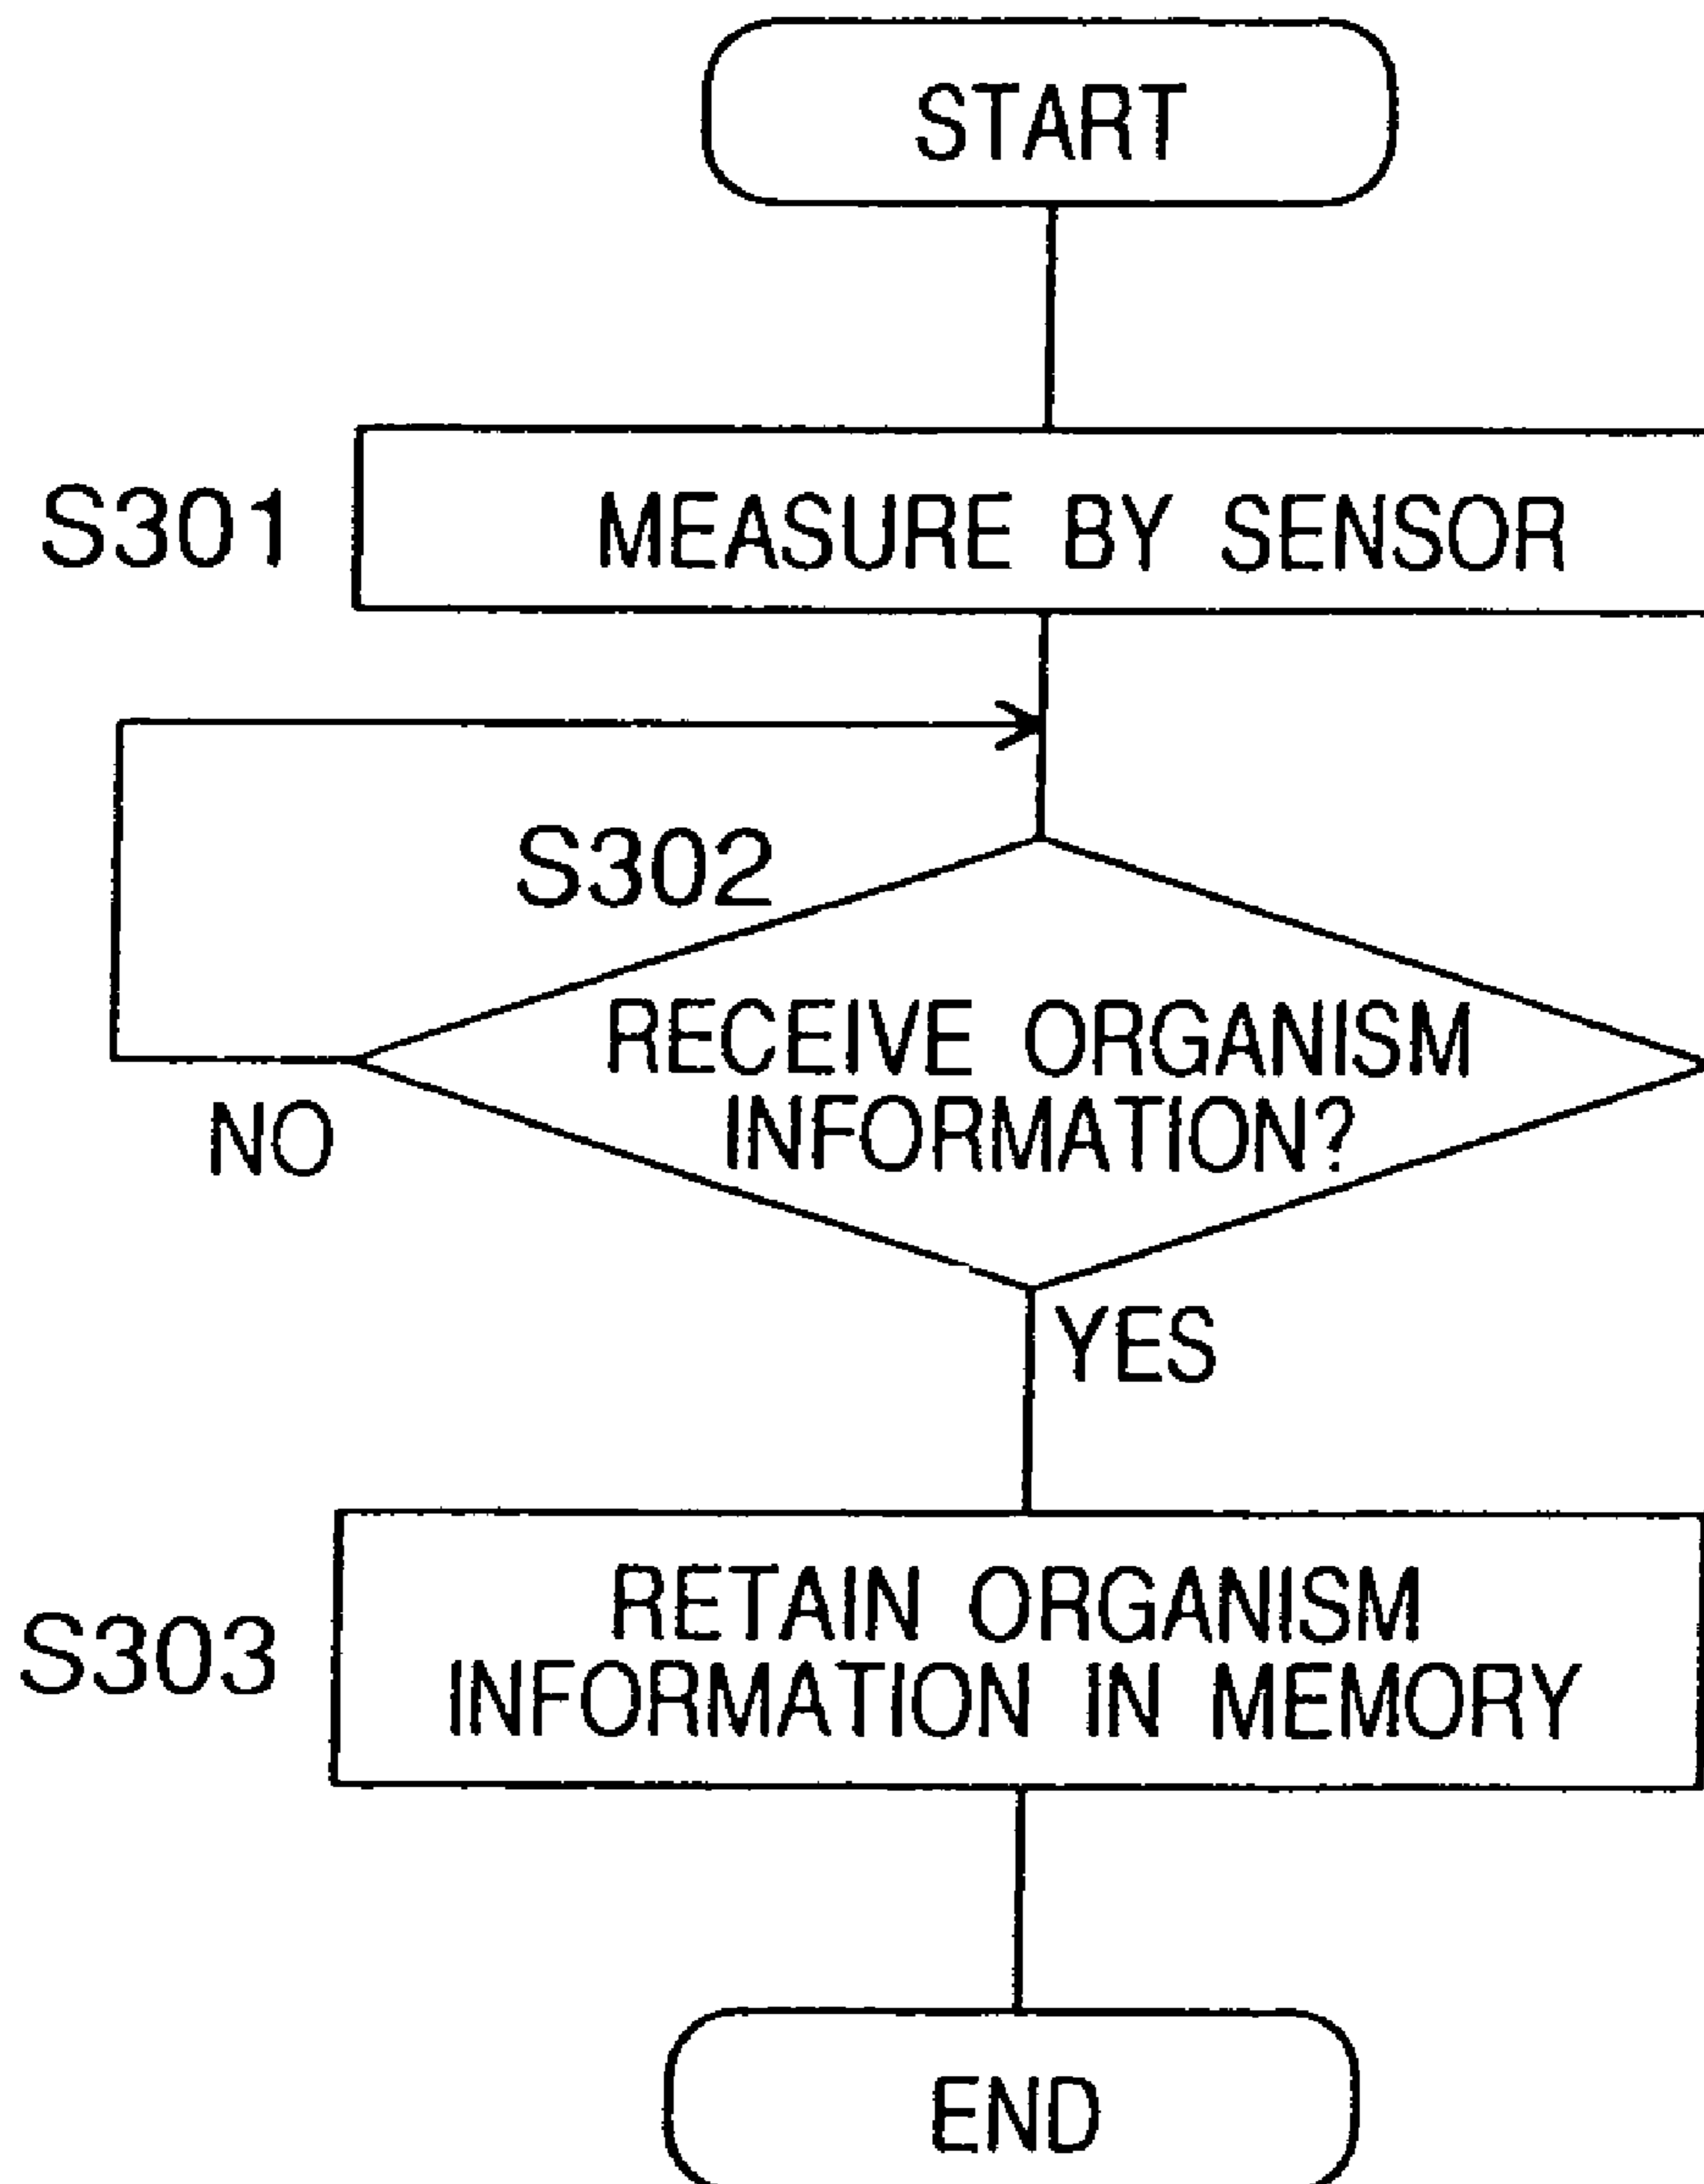 START
S301
MEASURE BY SENSOR
S302
RECEIVE ORGANISM
INFORMATION?
NO
YES
S303
RETAIN ORGANISM
INFORMATION IN MEMORY
END